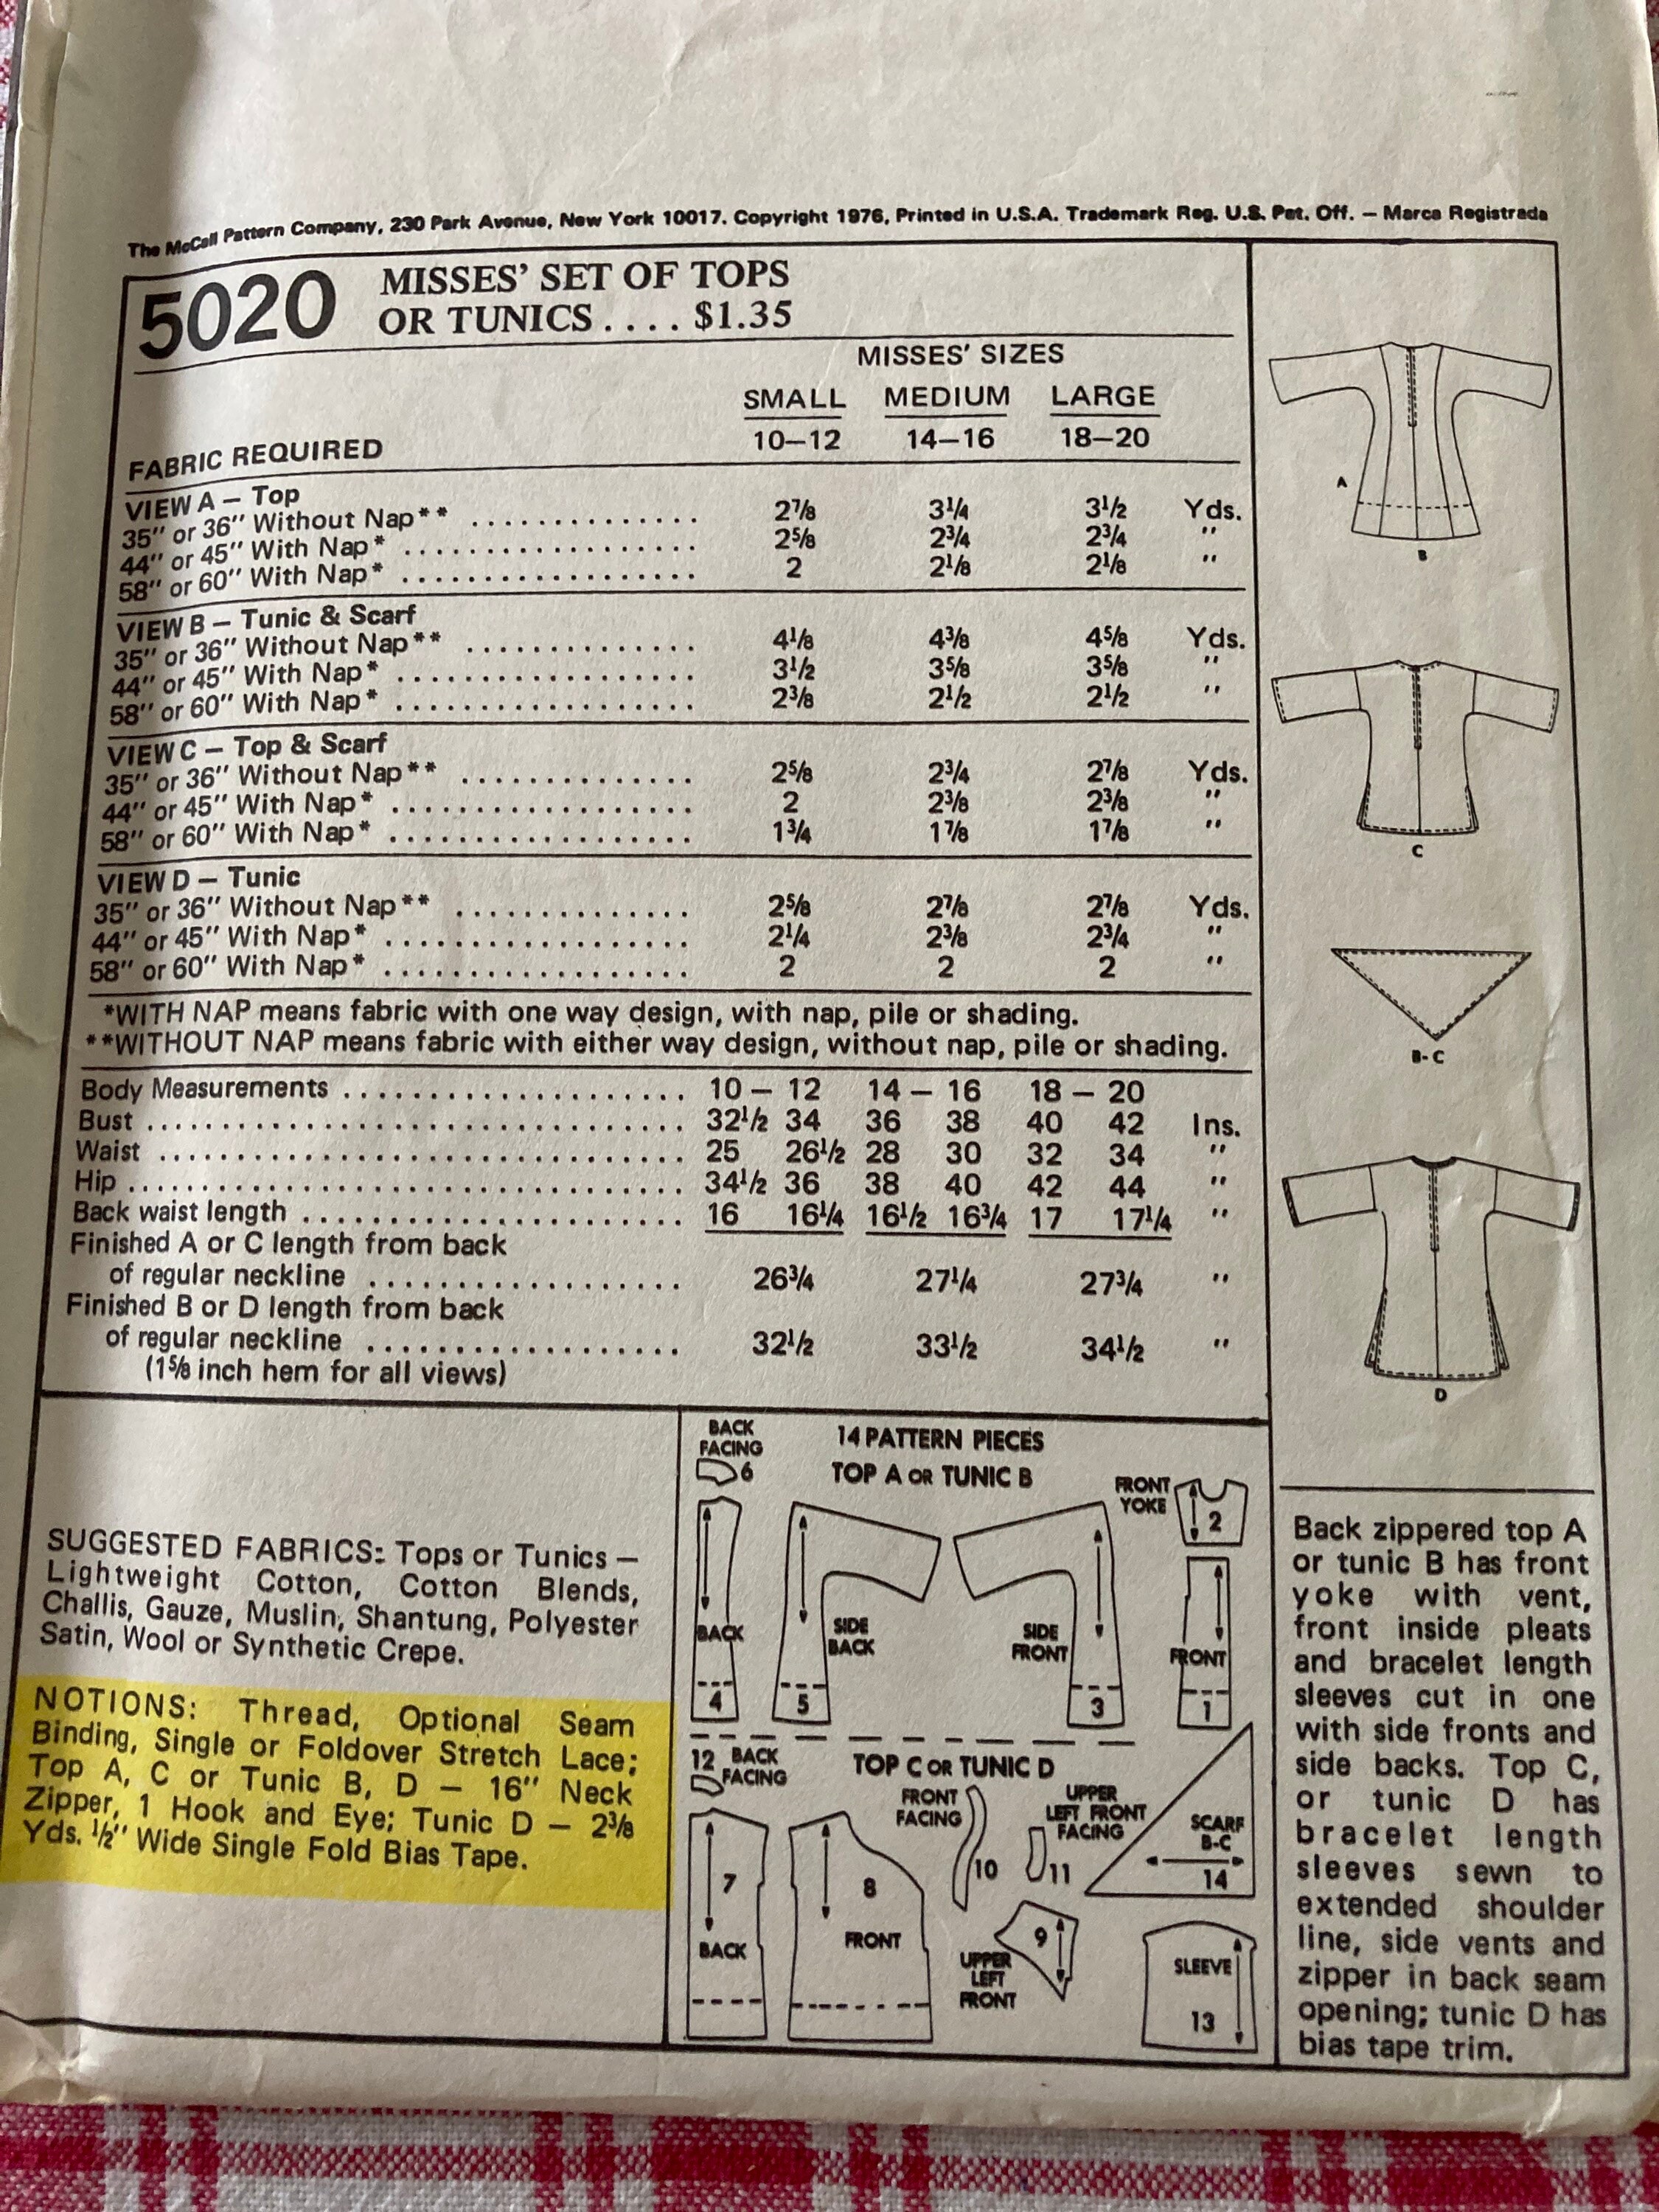 The McCall Pattern Company, 230 Park Avenue, New York 10017. Copyright 1976, Printed in U.S.A. Trademark Reg. U.S. Pat. Off. — Marca Registrada
5020
MISSES' SET OF TOPS
OR TUNICS .... $1.35
MISSES' SIZES
SMALL MEDIUM LARGE
FABRIC REQUIRED 10–12 14–16 18–20
VIEW A – Top
35" or 36" Without Nap** .............. 2⅞ 3¼ 3½ Yds.
44" or 45" With Nap* .................. 2⅝ 2¾ 2¾ "
58" or 60" With Nap* .................. 2 2⅛ 2⅛ "
VIEW B – Tunic & Scarf
35" or 36" Without Nap** .............. 4⅛ 4⅜ 4⅝ Yds.
44" or 45" With Nap* .................. 3½ 3⅝ 3⅝ "
58" or 60" With Nap* .................. 2⅜ 2½ 2½ "
VIEW C – Top & Scarf
35" or 36" Without Nap** .............. 2⅝ 2¾ 2⅞ Yds.
44" or 45" With Nap* .................. 2 2⅜ 2⅜ "
58" or 60" With Nap* .................. 1¾ 1⅞ 1⅞ "
VIEW D – Tunic
35" or 36" Without Nap** .............. 2⅝ 2⅞ 2⅞ Yds.
44" or 45" With Nap* .................. 2¼ 2⅜ 2¾ "
58" or 60" With Nap* .................. 2 2 2 "
*WITH NAP means fabric with one way design, with nap, pile or shading.
**WITHOUT NAP means fabric with either way design, without nap, pile or shading.
Body Measurements ..................... 10 – 12 14 – 16 18 – 20
Bust ................................. 32½ 34 36 38 40 42 Ins.
Waist ................................ 25 26½ 28 30 32 34 "
Hip .................................. 34½ 36 38 40 42 44 "
Back waist length ....................... 16 16¼ 16½ 16¾ 17 17¼ "
Finished A or C length from back
of regular neckline ................... 26¾ 27¼ 27¾ "
Finished B or D length from back
of regular neckline ................... 32½ 33½ 34½ "
(1⅝ inch hem for all views)
A
B
C
B-C
D
SUGGESTED FABRICS: Tops or Tunics –
Lightweight Cotton, Cotton Blends,
Challis, Gauze, Muslin, Shantung, Polyester
Satin, Wool or Synthetic Crepe.
NOTIONS: Thread, Optional Seam
Binding, Single or Foldover Stretch Lace;
Top A, C or Tunic B, D – 16" Neck
Zipper, 1 Hook and Eye; Tunic D – 2⅜
Yds. ½" Wide Single Fold Bias Tape.
14 PATTERN PIECES
TOP A OR TUNIC B
BACK
FACING
6
FRONT
YOKE
2
BACK
4
SIDE
BACK
5
SIDE
FRONT
3
FRONT
1
TOP C OR TUNIC D
12 BACK
FACING
FRONT
FACING
10
UPPER
LEFT FRONT
FACING
11
SCARF
B-C
14
7
BACK
8
FRONT
9
UPPER
LEFT
FRONT
SLEEVE
13
Back zippered top A
or tunic B has front
yoke with vent,
front inside pleats
and bracelet length
sleeves cut in one
with side fronts and
side backs. Top C,
or tunic D has
bracelet length
sleeves sewn to
extended shoulder
line, side vents and
zipper in back seam
opening; tunic D has
bias tape trim.